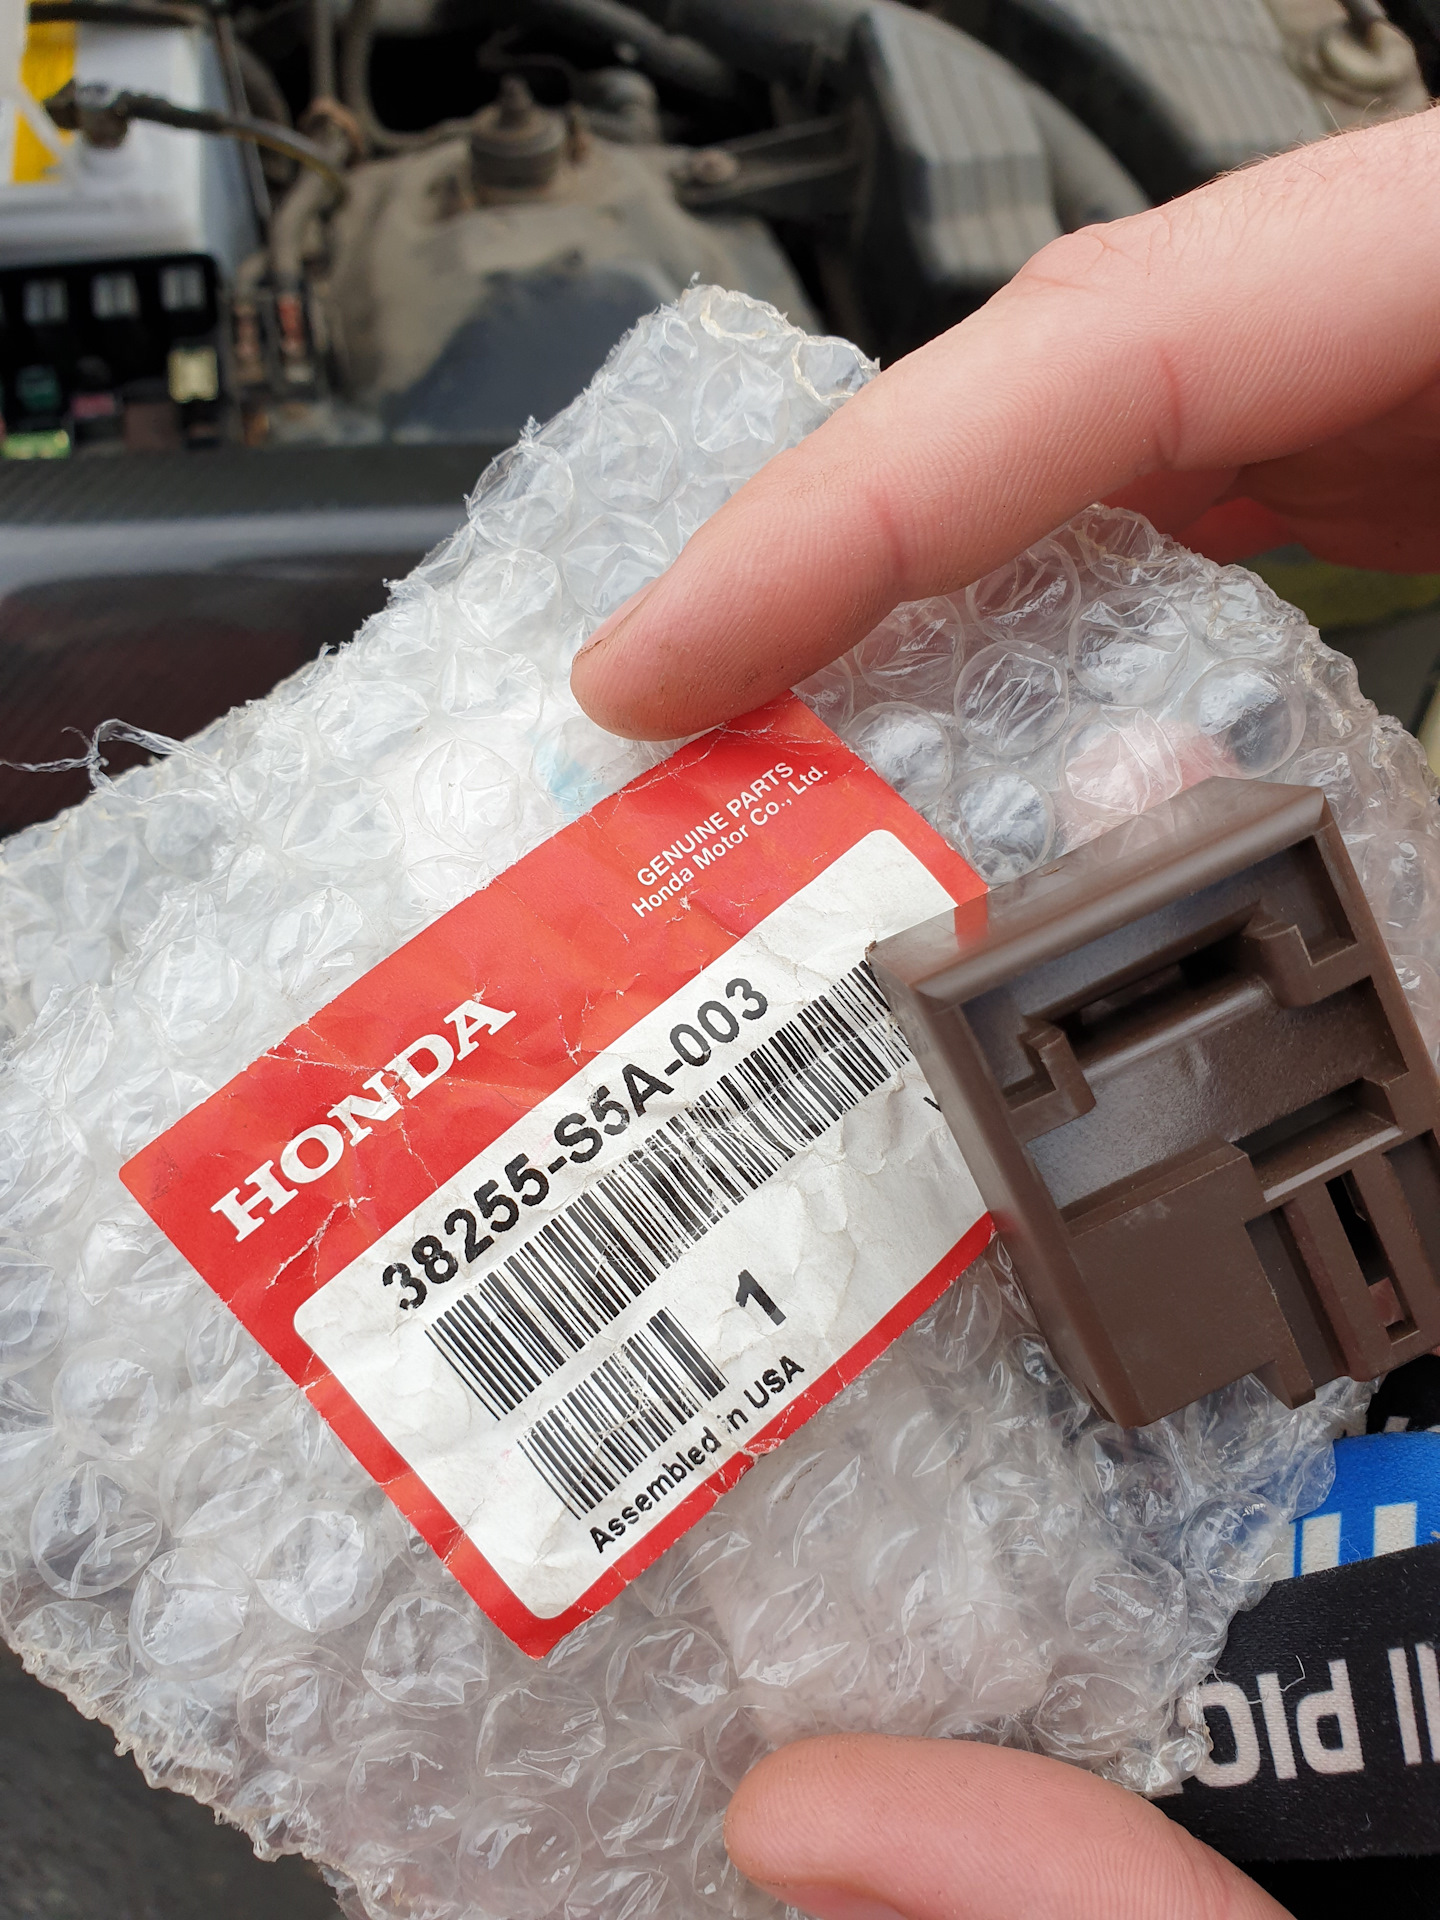 HONDA
GENUINE PARTS
Honda Motor Co., Ltd.
38255-S5A-003
1
Assembled in USA